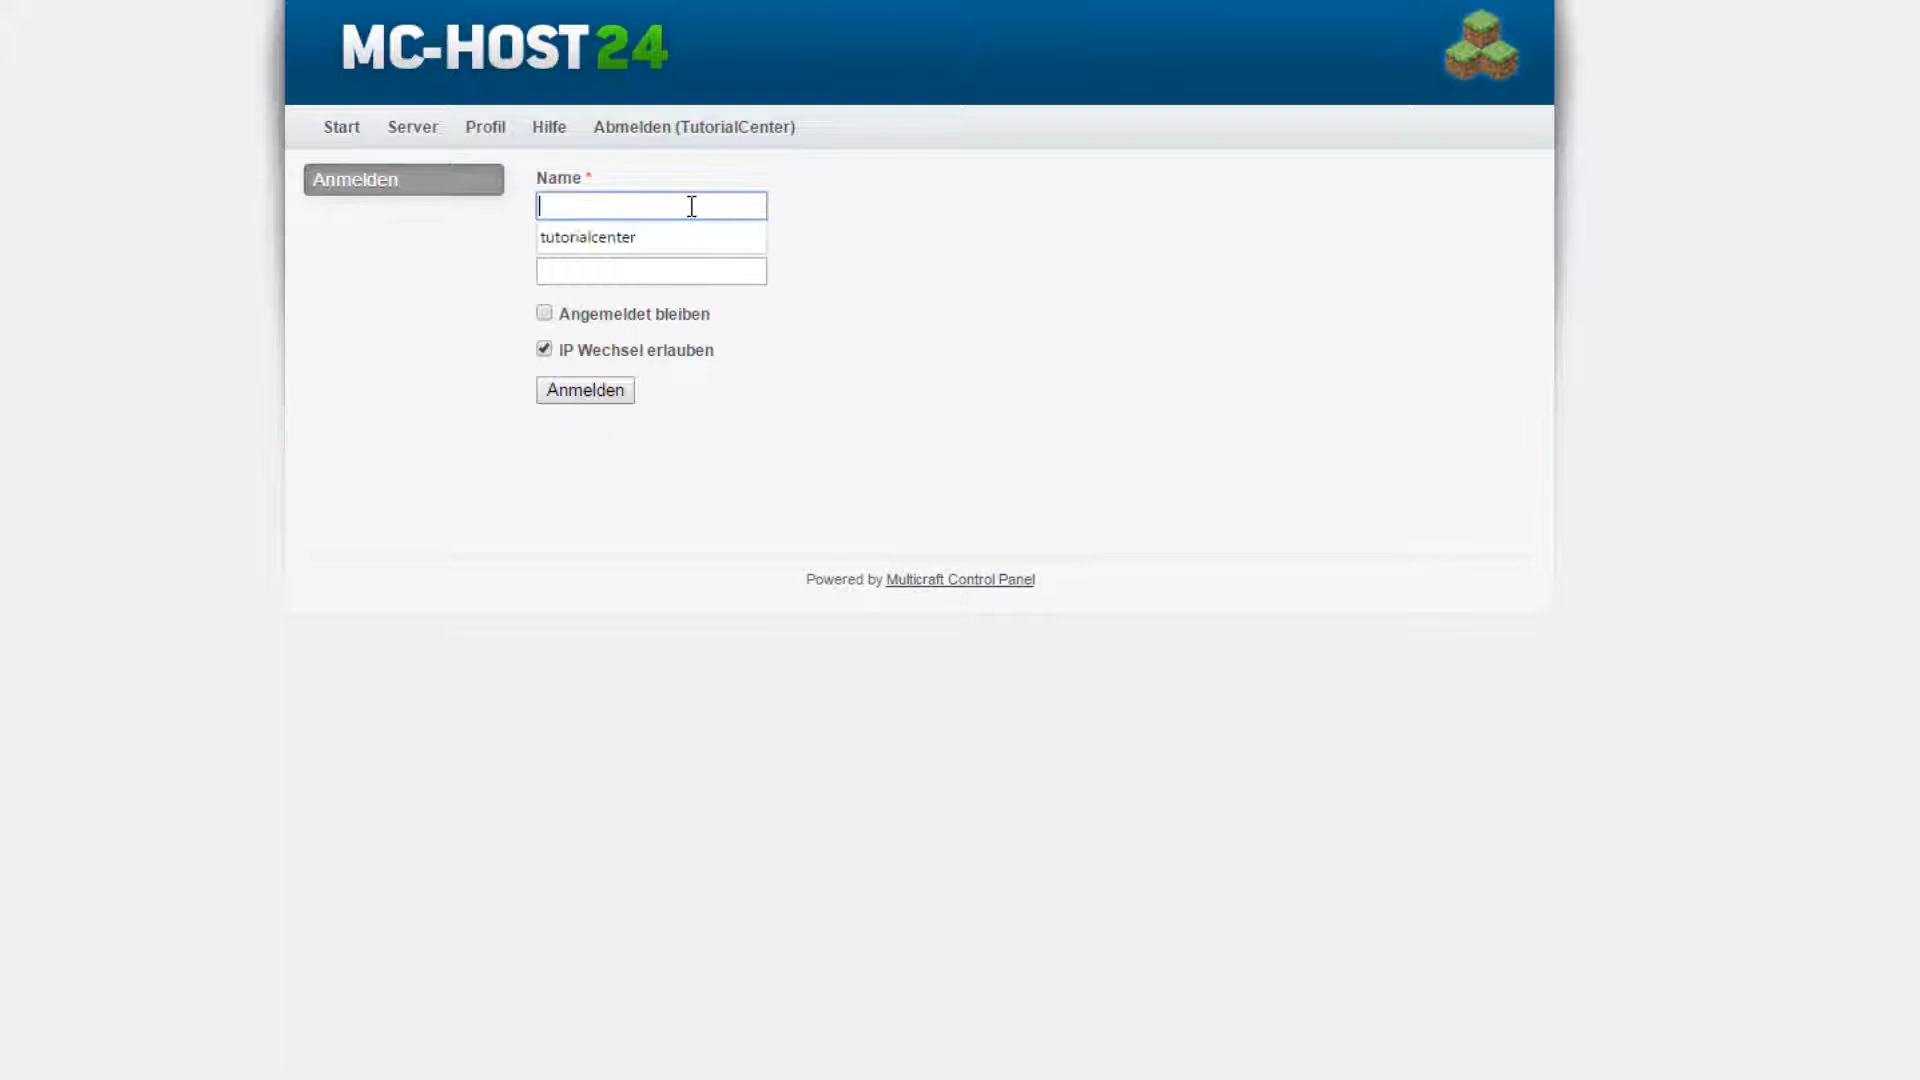 MC-HOST24
Start Server Profil Hilfe Abmelden (TutorialCenter)
Anmelden
Name *
tutorialcenter
Angemeldet bleiben
IP Wechsel erlauben
Anmelden
Powered by Multicraft Control Panel